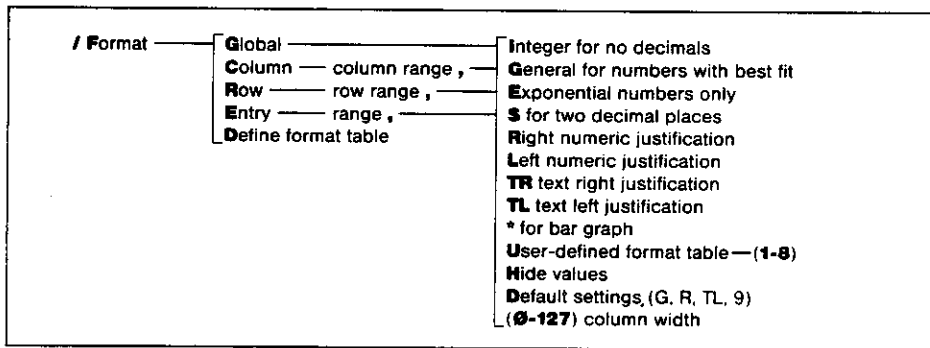 / Format Global Integer for no decimals
Column column range , General for numbers with best fit
Row row range , Exponential numbers only
Entry range , $ for two decimal places
Define format table Right numeric justification
Left numeric justification
TR text right justification
TL text left justification
* for bar graph
User-defined format table—(1-8)
Hide values
Default settings, (G, R, TL, 9)
(Ø-127) column width